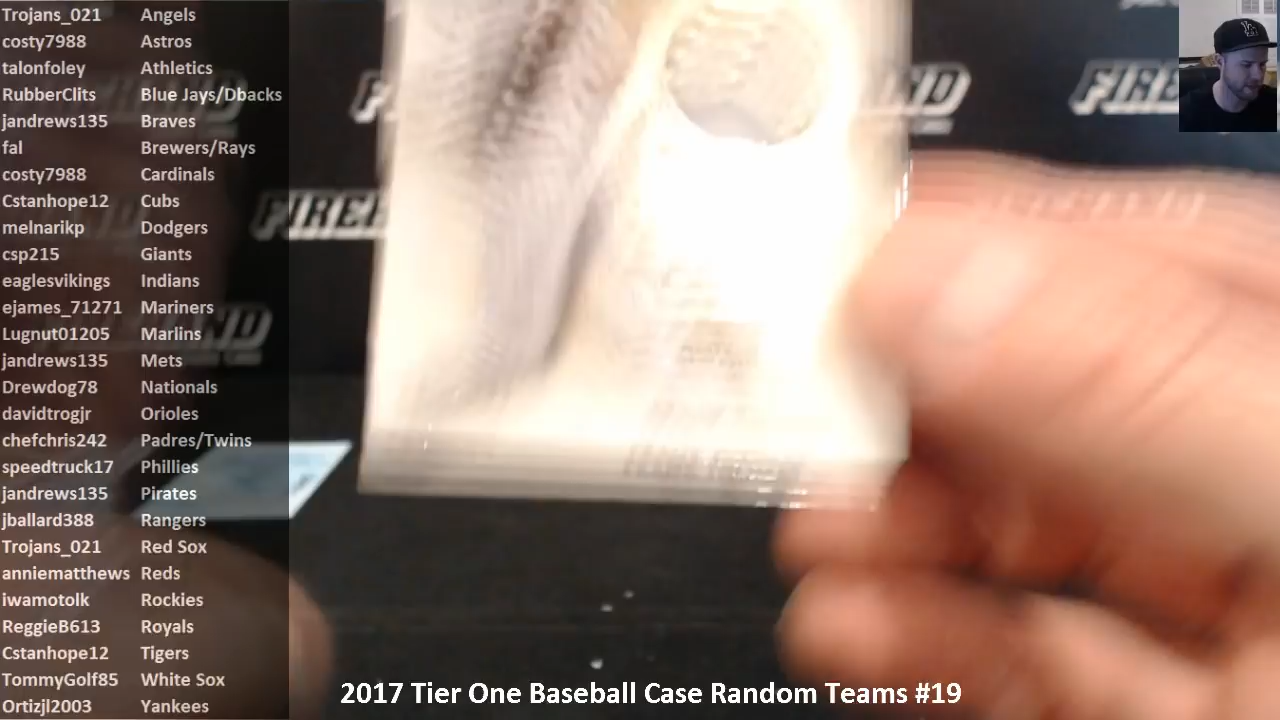 Trojans_021 Angels
costy7988 Astros
talonfoley Athletics
RubberClits Blue Jays/Dbacks
jandrews135 Braves
fal Brewers/Rays
costy7988 Cardinals
Cstanhope12 Cubs
melnarikp Dodgers
csp215 Giants
eaglesvikings Indians
ejames_71271 Mariners
Lugnut01205 Marlins
jandrews135 Mets
Drewdog78 Nationals
davidtrogjr Orioles
chefchris242 Padres/Twins
speedtruck17 Phillies
jandrews135 Pirates
jballard388 Rangers
Trojans_021 Red Sox
anniematthews Reds
iwamotolk Rockies
ReggieB613 Royals
Cstanhope12 Tigers
TommyGolf85 White Sox
Ortizjl2003 Yankees
2017 Tier One Baseball Case Random Teams #19